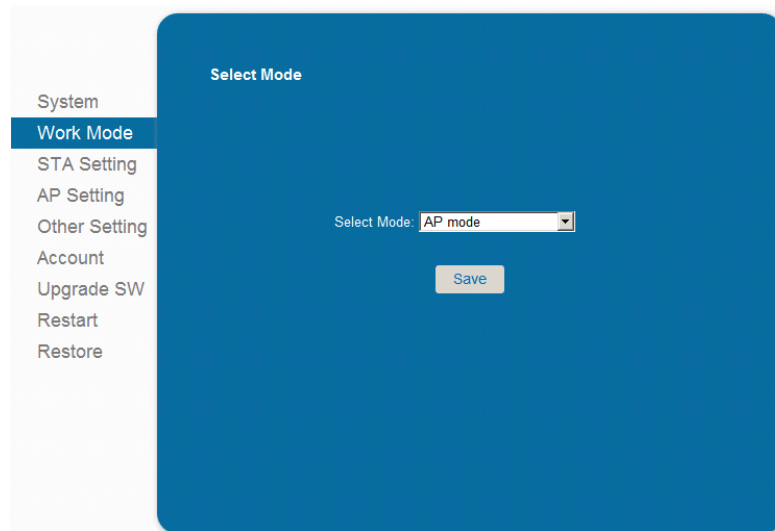 System
Work Mode
STA Setting
AP Setting
Other Setting
Account
Upgrade SW
Restart
Restore
Select Mode
Select Mode: AP mode
Save